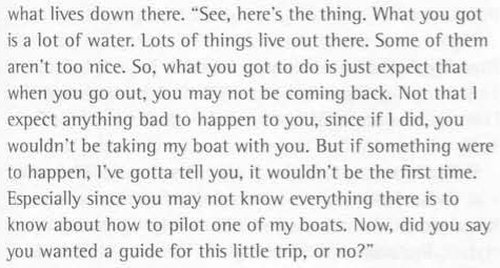 what lives down there. “See, here’s the thing. What you got
is a lot of water. Lots of things live out there. Some of them
aren’t too nice. So, what you got to do is just expect that
when you go out, you may not be coming back. Not that I
expect anything bad to happen to you, since if I did, you
wouldn’t be taking my boat with you. But if something were
to happen, I’ve gotta tell you, it wouldn’t be the first time.
Especially since you may not know everything there is to
know about how to pilot one of my boats. Now, did you say
you wanted a guide for this little trip, or no?”